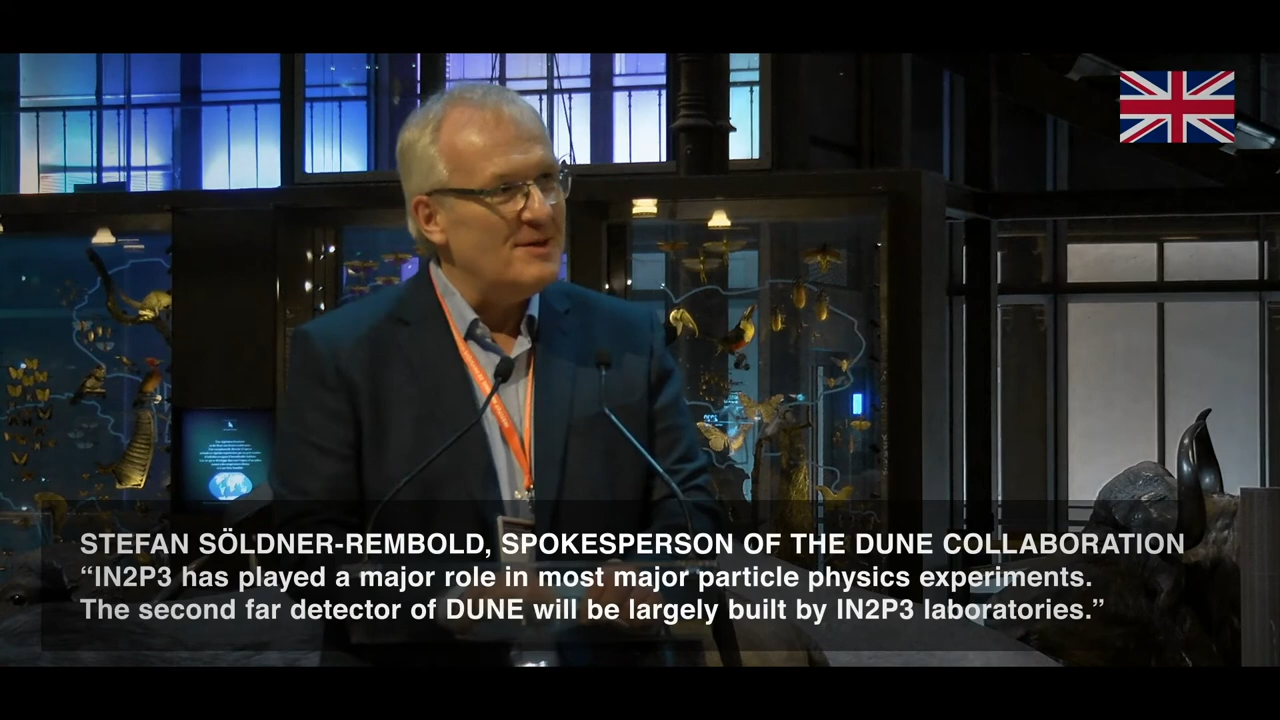 STEFAN SÖLDNER-REMBOLD, SPOKESPERSON OF THE DUNE COLLABORATION
“IN2P3 has played a major role in most major particle physics experiments.
The second far detector of DUNE will be largely built by IN2P3 laboratories.”